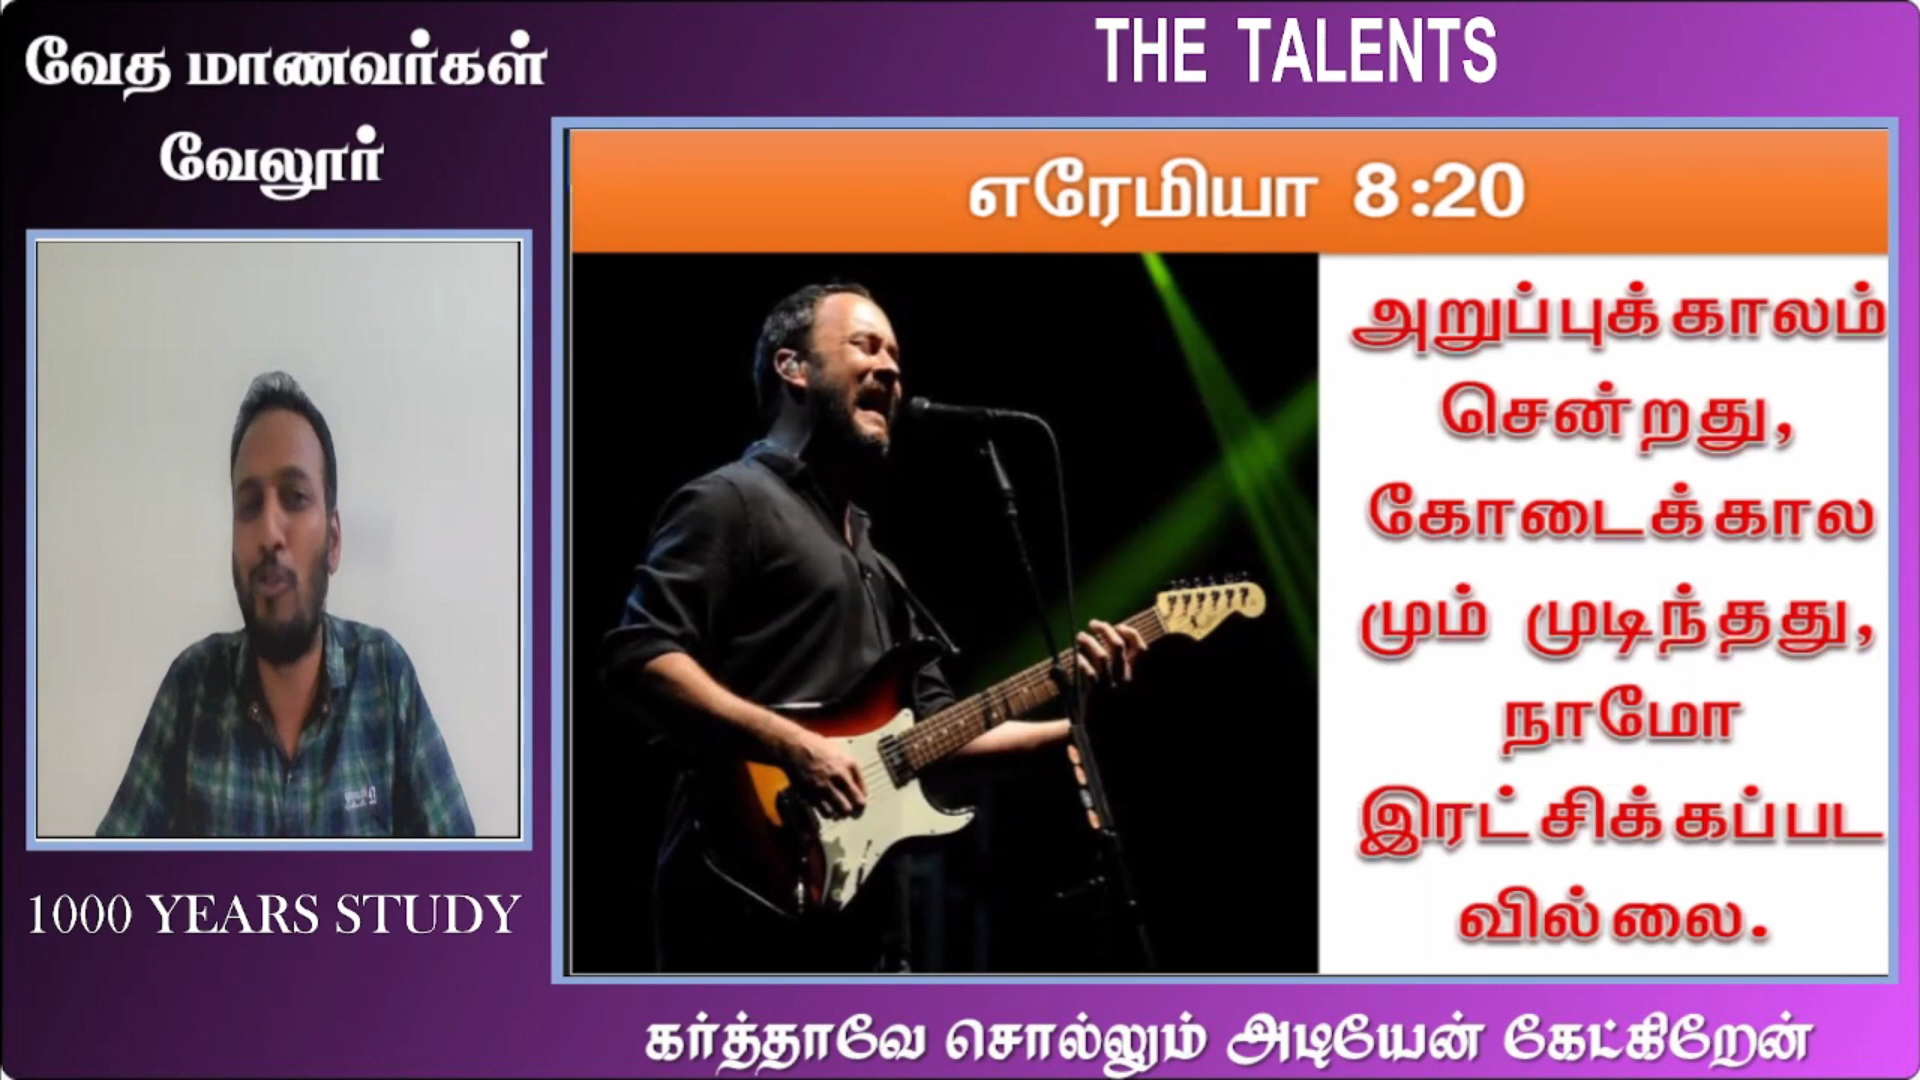 வேத மாணவர்கள்
வேலூர்
THE TALENTS
எரேமியா 8:20
அறுப்புக்காலம்
சென்றது,
கோடைக்கால
மும் முடிந்தது,
நாமோ
இரட்சிக்கப்பட
வில்லை.
1000 YEARS STUDY
கர்த்தாவே சொல்லும் அடியேன் கேட்கிறேன்